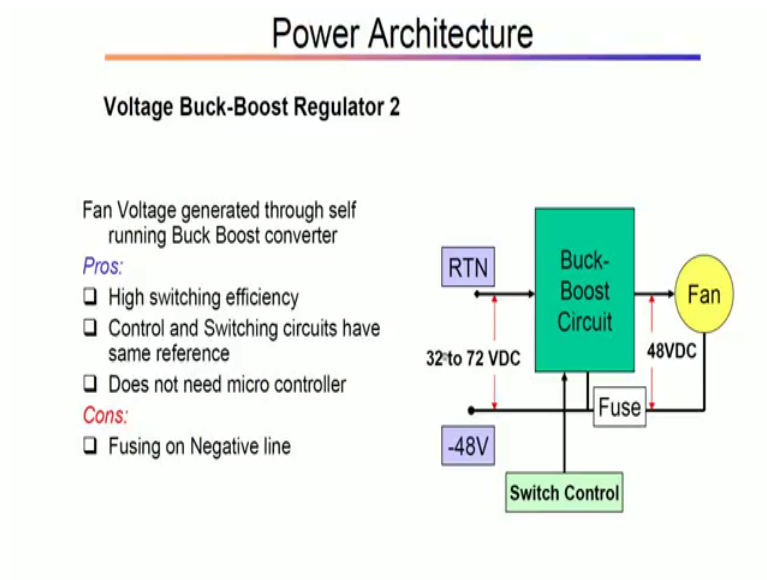 Power Architecture
Voltage Buck-Boost Regulator 2
Fan Voltage generated through self
running Buck Boost converter
Pros:
High switching efficiency
Control and Switching circuits have
same reference
Does not need micro controller
Cons:
Fusing on Negative line
RTN
Buck-
Boost
Circuit
Fan
32 to 72 VDC
48VDC
Fuse
-48V
Switch Control